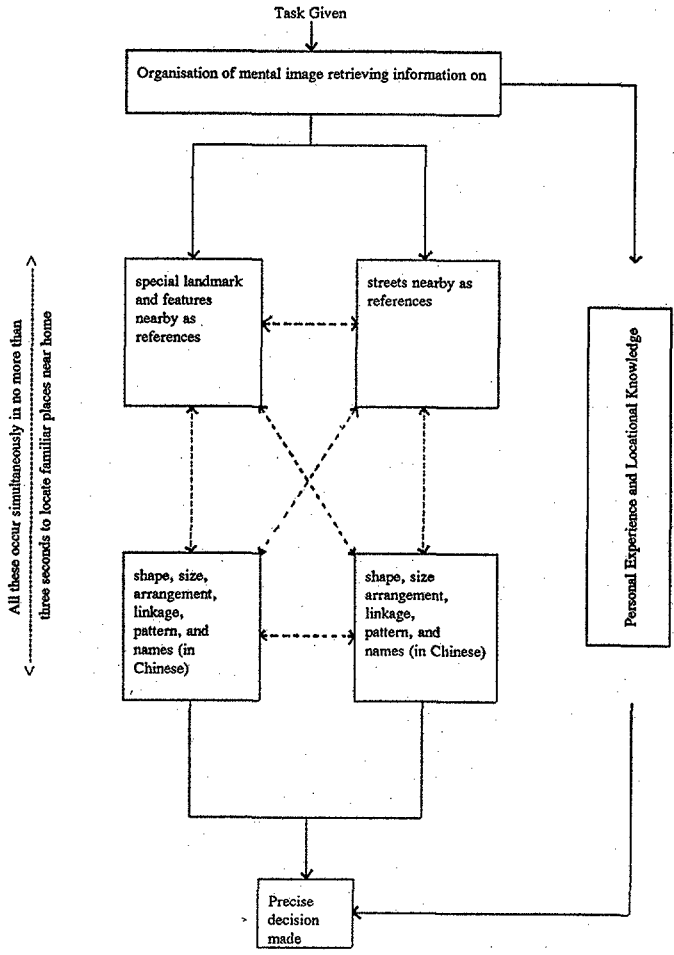 Task Given
Organisation of mental image retrieving information on
special landmark
and features
nearby as
references
streets nearby as
references
All these occur simultaneously in no more than
three seconds to locate familiar places near home
Personal Experience and Locational Knowledge
shape, size,
arrangement,
linkage,
pattern, and
names (in
Chinese)
shape, size
arrangement,
linkage,
pattern, and
names (in Chinese)
Precise
decision
made